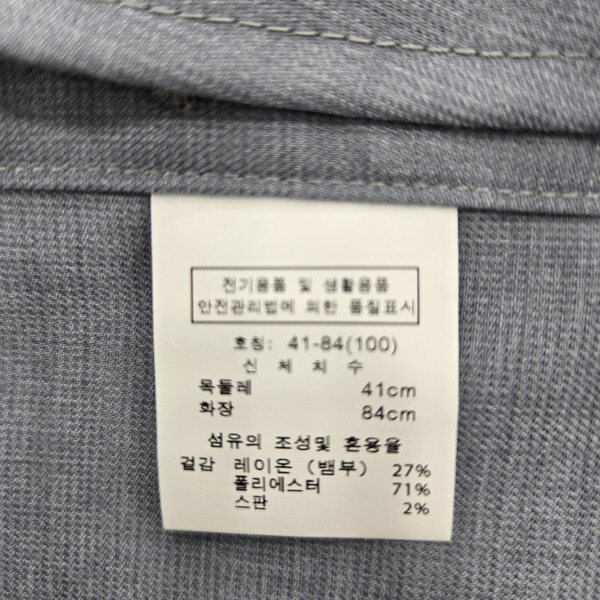 전기용품 및 생활용품
안전관리법에 의한 품질표시
호칭: 41-84(100)
신 체 치 수
목둘레 41cm
화장 84cm
섬유의 조성및 혼용율
겉감 레이온 (뱀부) 27%
폴리에스터 71%
스판 2%